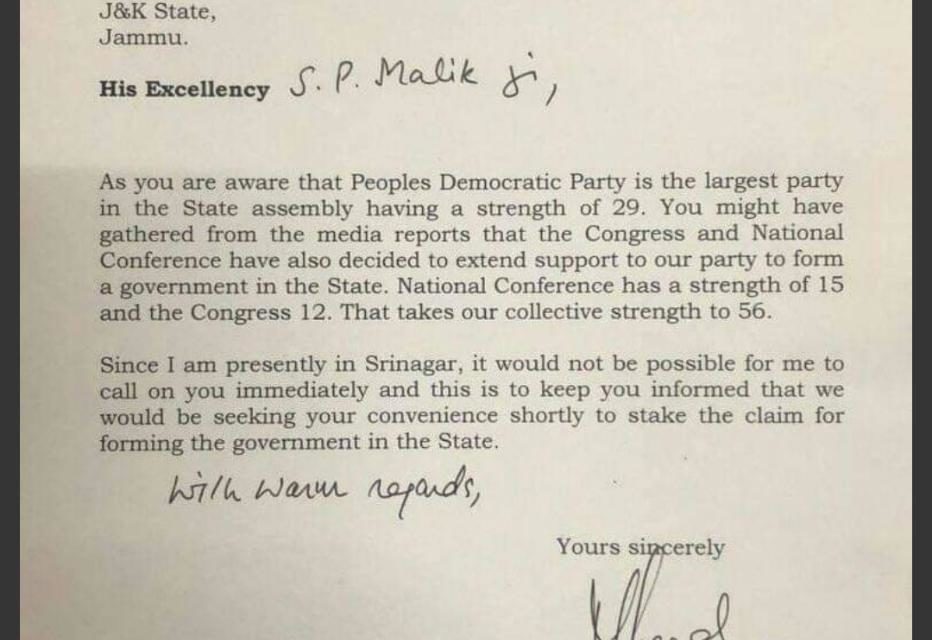 J&K State,
Jammu.
His Excellency S. P. Malik ji,
As you are aware that Peoples Democratic Party is the largest party
in the State assembly having a strength of 29. You might have
gathered from the media reports that the Congress and National
Conference have also decided to extend support to our party to form
a government in the State. National Conference has a strength of 15
and the Congress 12. That takes our collective strength to 56.
Since I am presently in Srinagar, it would not be possible for me to
call on you immediately and this is to keep you informed that we
would be seeking your convenience shortly to stake the claim for
forming the government in the State.
With warm regards,
Yours sincerely